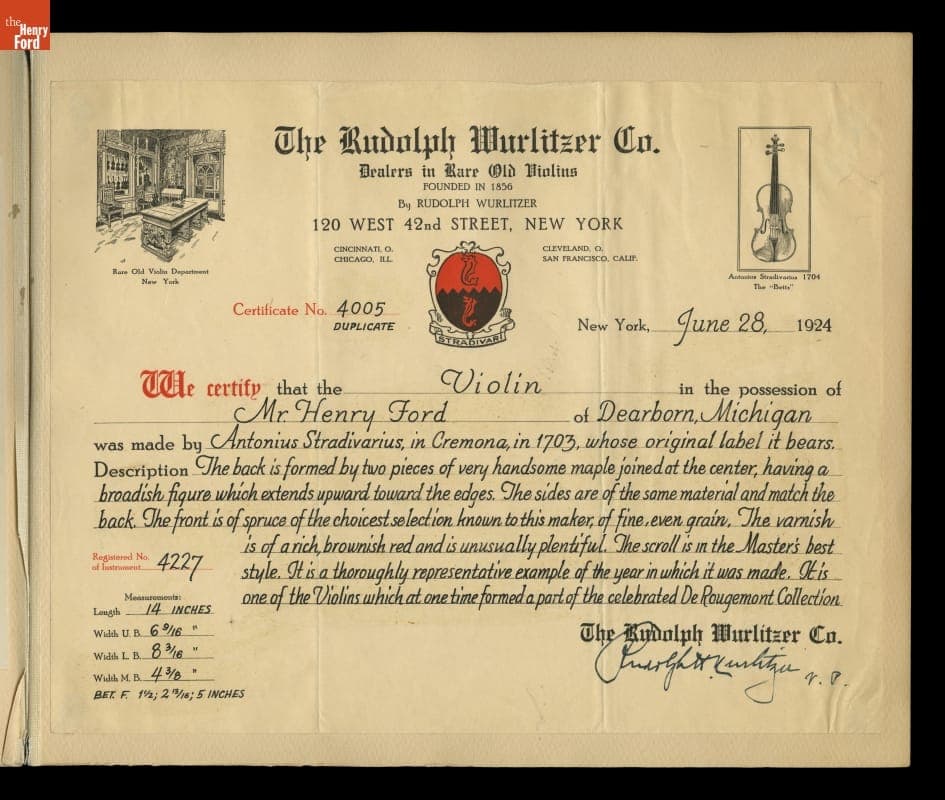 the
Henry
Ford
The Rudolph Wurlitzer Co.
Dealers in Rare Old Violins
FOUNDED IN 1856
By RUDOLPH WURLITZER
120 WEST 42nd STREET, NEW YORK
CINCINNATI, O.
CHICAGO, ILL.
CLEVELAND, O.
SAN FRANCISCO, CALIF.
Rare Old Violin Department
New York
Antonius Stradivarius 1704
The "Betts"
STRADIVARI
Certificate No. 4005
DUPLICATE
New York, June 28, 1924
We certify that the Violin in the possession of
Mr. Henry Ford of Dearborn, Michigan
was made by Antonius Stradivarius, in Cremona, in 1703, whose original label it bears.
Description The back is formed by two pieces of very handsome maple joined at the center, having a
broadish figure which extends upward toward the edges. The sides are of the same material and match the
back. The front is of spruce of the choicest selection known to this maker, of fine, even grain. The varnish
is of a rich, brownish red and is unusually plentiful. The scroll is in the Master's best
style. It is a thoroughly representative example of the year in which it was made. It is
one of the Violins which at one time formed a part of the celebrated De Rougemont Collection
Registered No.
of Instrument 4227
Measurements:
Length 14 INCHES
Width U. B. 6 9/16 "
Width L. B. 8 3/16 "
Width M. B. 4 3/8 "
BET. F. 1 1/2; 2 13/16; 5 INCHES
The Rudolph Wurlitzer Co.
Rudolph H. Wurlitzer V. P.